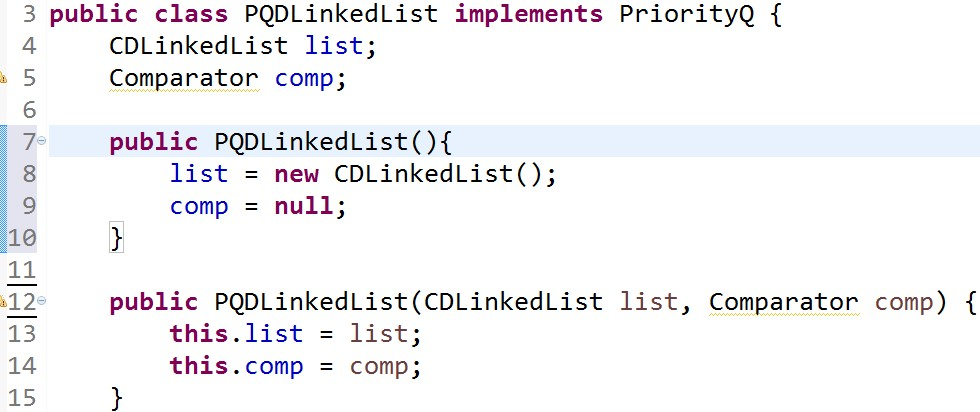 3 public class PQDLinkedList implements PriorityQ {
4     CDLinkedList list;
5     Comparator comp;
6
7     public PQDLinkedList(){
8         list = new CDLinkedList();
9         comp = null;
10     }
11
12     public PQDLinkedList(CDLinkedList list, Comparator comp) {
13         this.list = list;
14         this.comp = comp;
15     }